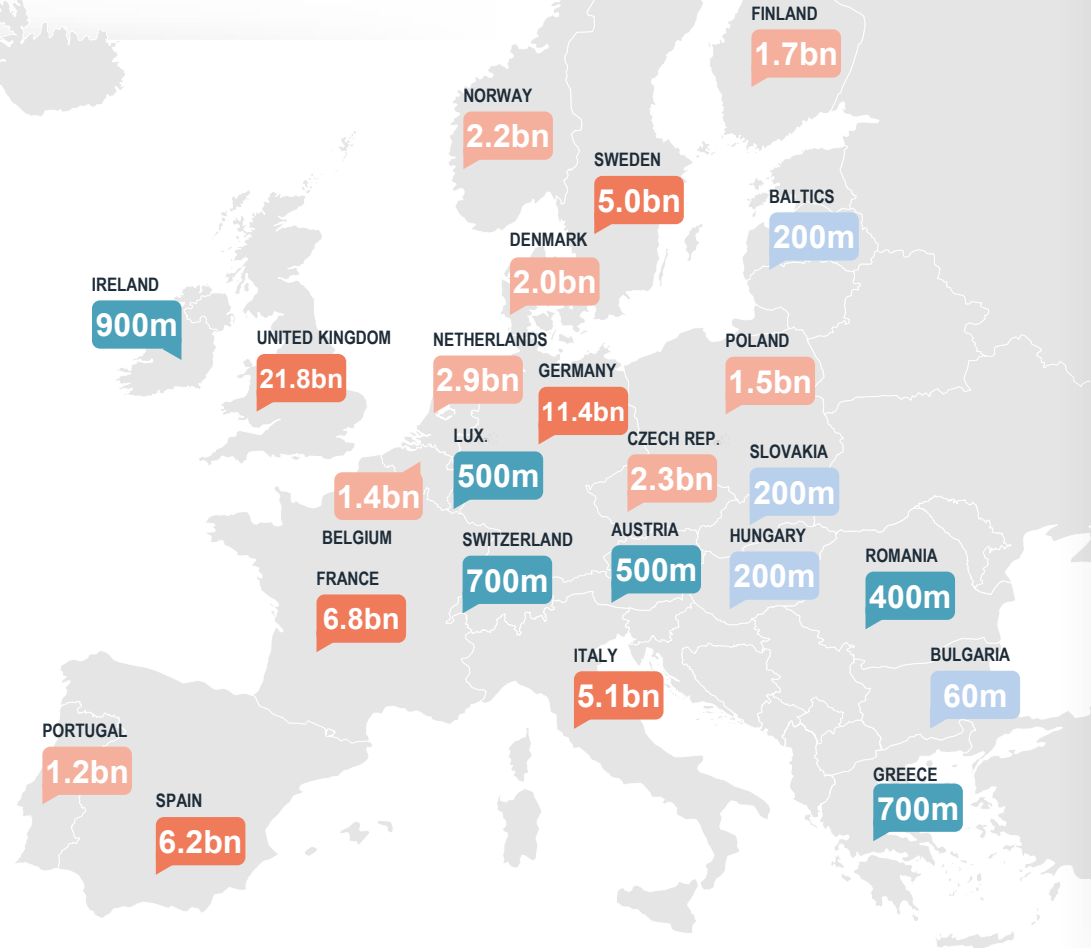 FINLAND
1.7bn
NORWAY
2.2bn
SWEDEN
5.0bn
BALTICS
200m
DENMARK
2.0bn
IRELAND
900m
UNITED KINGDOM
21.8bn
NETHERLANDS
2.9bn
GERMANY
11.4bn
POLAND
1.5bn
LUX.
500m
CZECH REP.
2.3bn
SLOVAKIA
200m
1.4bn
BELGIUM
SWITZERLAND
700m
AUSTRIA
500m
HUNGARY
200m
ROMANIA
400m
FRANCE
6.8bn
ITALY
5.1bn
BULGARIA
60m
PORTUGAL
1.2bn
SPAIN
6.2bn
GREECE
700m